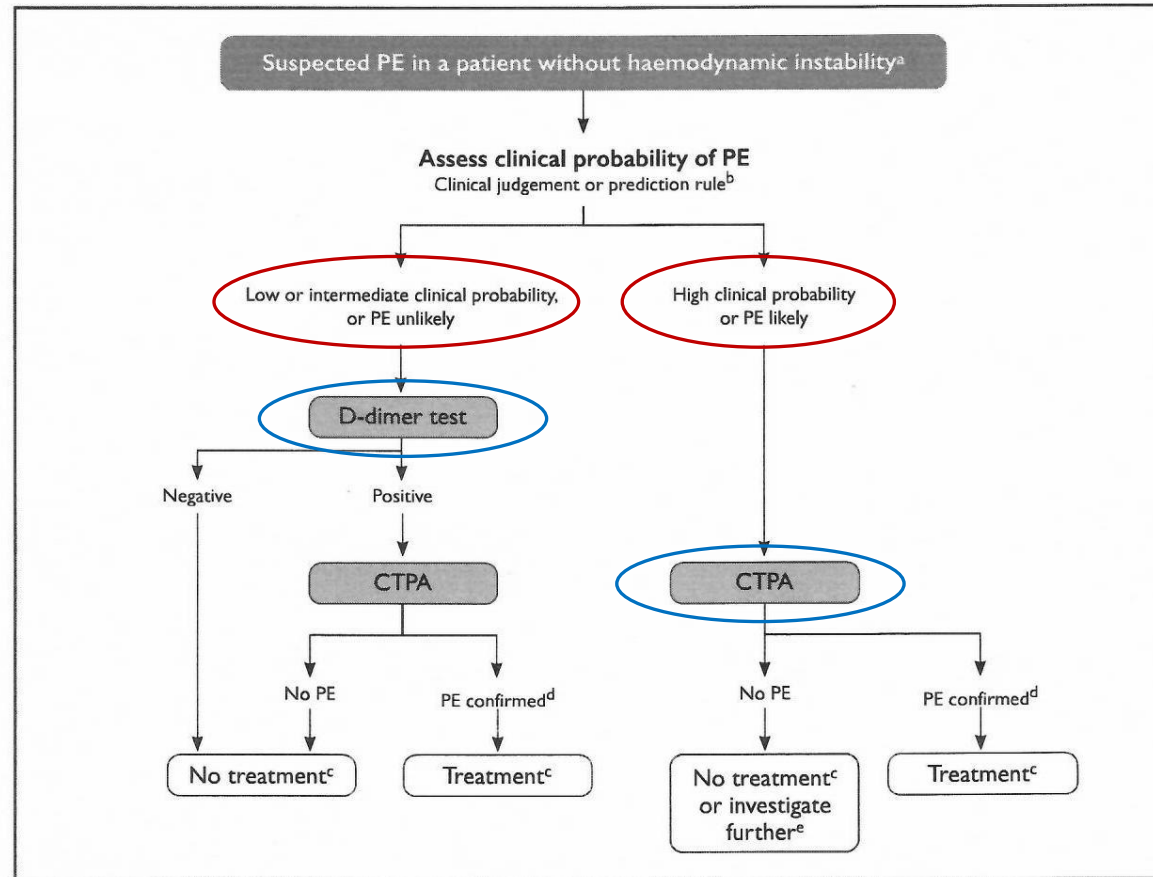 Suspected PE in a patient without haemodynamic instabilityᵃ
Assess clinical probability of PE
Clinical judgement or prediction ruleᵇ
Low or intermediate clinical probability,
or PE unlikely
High clinical probability
or PE likely
D-dimer test
Negative
Positive
CTPA
CTPA
No PE
PE confirmedᵈ
No PE
PE confirmedᵈ
No treatmentᶜ
Treatmentᶜ
No treatmentᶜ
or investigate
furtherᵉ
Treatmentᶜ